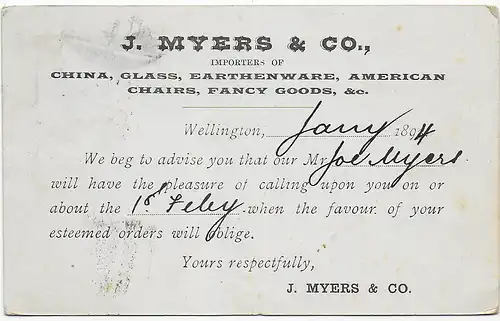 J. MYERS & CO.,
IMPORTERS OF
CHINA, GLASS, EARTHENWARE, AMERICAN
CHAIRS, FANCY GOODS, &c.
Wellington, Jany 1894
We beg to advise you that our Mr Joe Myers
will have the pleasure of calling upon you on or
about the 1st Feby when the favour of your
esteemed orders will oblige.
Yours respectfully,
J. MYERS & CO.